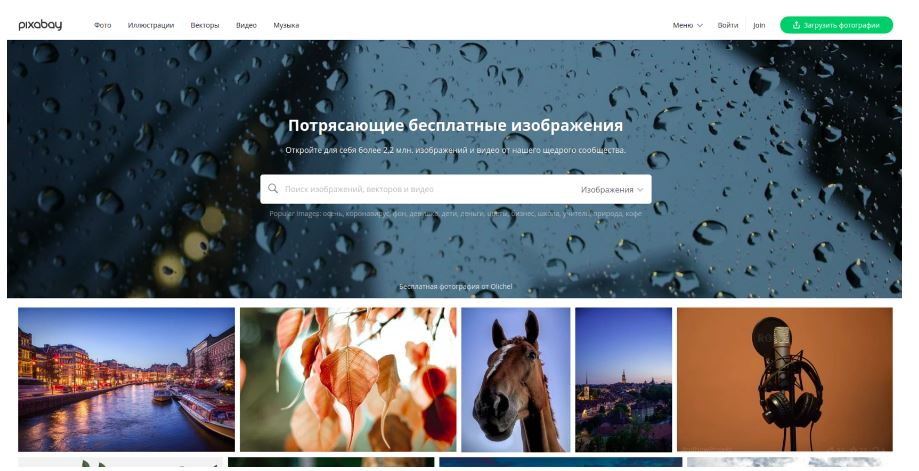 pixabay
Фото Иллюстрации Векторы Видео Музыка
Меню Войти Join Загрузить фотографии
Потрясающие бесплатные изображения
Откройте для себя более 2,2 млн. изображений и видео от нашего щедрого сообщества.
Поиск изображений, векторов и видео Изображения
Popular Images: осень, коронавирус, фон, девушка, дети, деньги, цветы, бизнес, школа, учитель, природа, кофе
Бесплатная фотография от Olichel